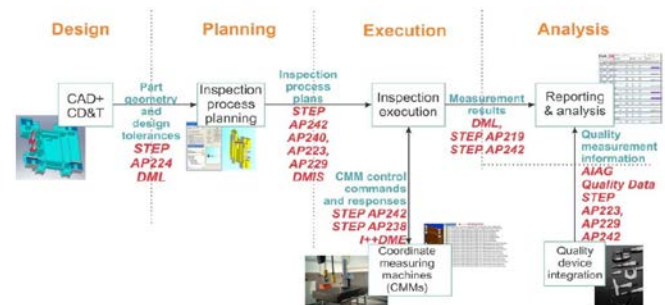 Design
Planning
Execution
Analysis
CAD+
CD&T
Part
geometry
and
design
tolerances
STEP
AP224
DML
Inspection
process
planning
Inspection
process
plans
STEP
AP242
AP240,
AP223,
AP229
DMIS
Inspection
execution
Measurement
results
DML,
STEP AP219
STEP AP242
Reporting
& analysis
CMM control
commands
and responses
STEP AP242
STEP AP238
I++DME
Coordinate
measuring
machines
(CMMs)
Quality
measurement
information
AIAG
Quality Data
STEP
AP223,
AP229
AP242
Quality
device
integration